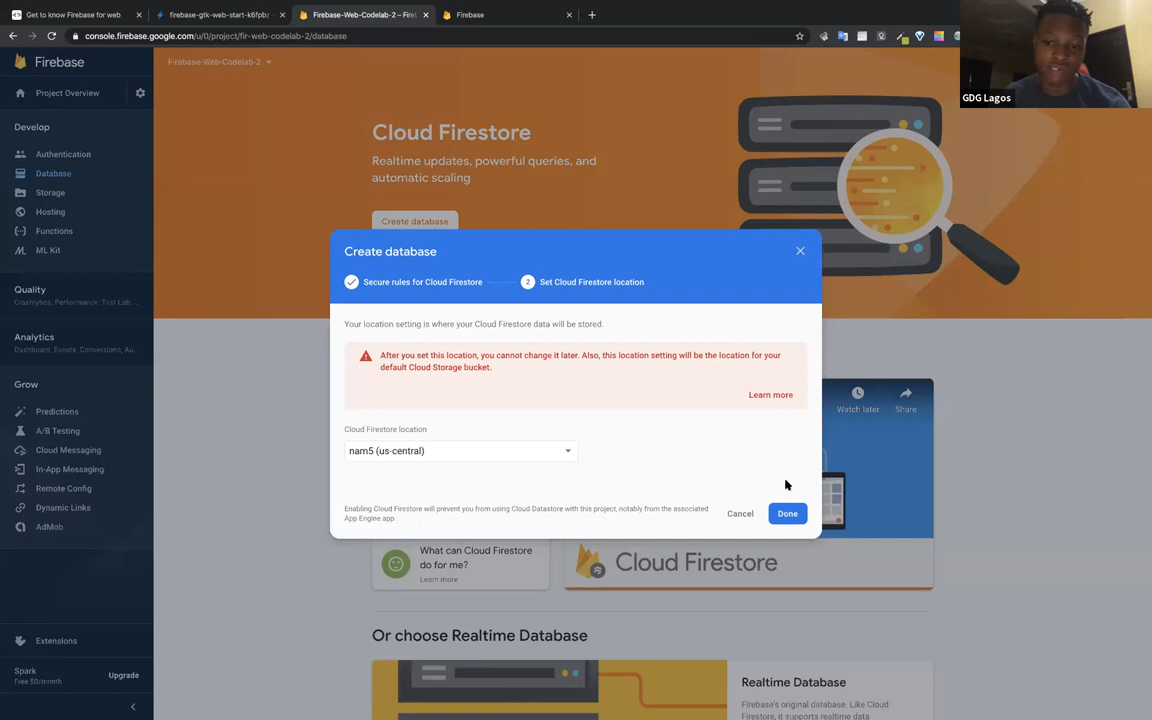 Get to know Firebase for web
firebase-gtk-web-start-k6fpbz
Firebase-Web-Codelab-2 – Fire
Firebase
console.firebase.google.com/u/0/project/fir-web-codelab-2/database
GDG Lagos
Firebase
Project Overview
Develop
Authentication
Database
Storage
Hosting
Functions
ML Kit
Quality
Crashlytics, Performance, Test Lab, ...
Analytics
Dashboard, Events, Conversions, Au...
Grow
Predictions
A/B Testing
Cloud Messaging
In-App Messaging
Remote Config
Dynamic Links
AdMob
Extensions
Spark
Free $0/month
Upgrade
Firebase-Web-Codelab-2
Cloud Firestore
Realtime updates, powerful queries, and
automatic scaling
Create database
Create database
Secure rules for Cloud Firestore
2 Set Cloud Firestore location
Your location setting is where your Cloud Firestore data will be stored.
After you set this location, you cannot change it later. Also, this location setting will be the location for your
default Cloud Storage bucket.
Learn more
Cloud Firestore location
nam5 (us-central)
Enabling Cloud Firestore will prevent you from using Cloud Datastore with this project, notably from the associated
App Engine app
Cancel
Done
Watch later
Share
What can Cloud Firestore
do for me?
Learn more
Cloud Firestore
Or choose Realtime Database
Realtime Database
Firebase's original database. Like Cloud
Firestore, it supports realtime data